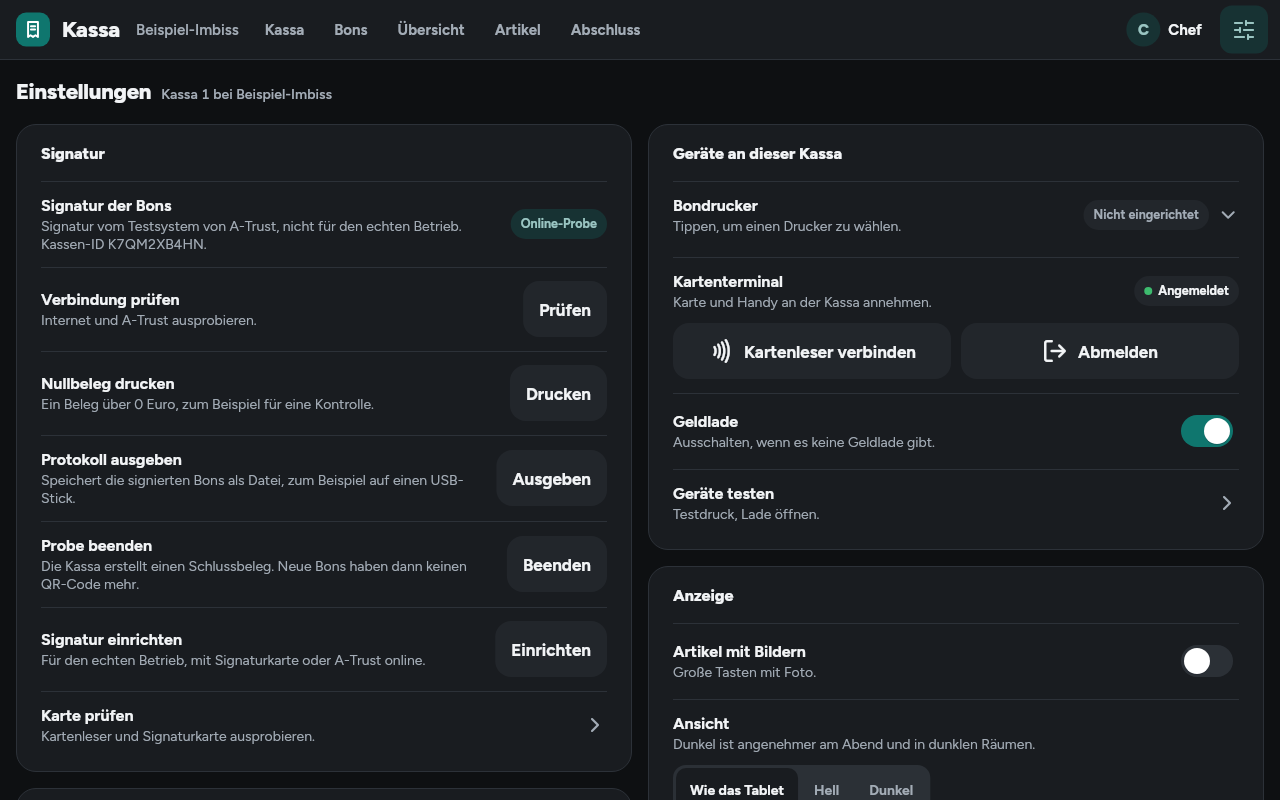 Kassa Beispiel-Imbiss Kassa Bons Übersicht Artikel Abschluss C Chef
Einstellungen Kassa 1 bei Beispiel-Imbiss
Signatur
Signatur der Bons
Signatur vom Testsystem von A-Trust, nicht für den echten Betrieb.
Kassen-ID K7QM2XB4HN.
Online-Probe
Verbindung prüfen
Internet und A-Trust ausprobieren.
Prüfen
Nullbeleg drucken
Ein Beleg über 0 Euro, zum Beispiel für eine Kontrolle.
Drucken
Protokoll ausgeben
Speichert die signierten Bons als Datei, zum Beispiel auf einen USB-
Stick.
Ausgeben
Probe beenden
Die Kassa erstellt einen Schlussbeleg. Neue Bons haben dann keinen
QR-Code mehr.
Beenden
Signatur einrichten
Für den echten Betrieb, mit Signaturkarte oder A-Trust online.
Einrichten
Karte prüfen
Kartenleser und Signaturkarte ausprobieren.
Geräte an dieser Kassa
Bondrucker
Tippen, um einen Drucker zu wählen.
Nicht eingerichtet
Kartenterminal
Karte und Handy an der Kassa annehmen.
Angemeldet
Kartenleser verbinden
Abmelden
Geldlade
Ausschalten, wenn es keine Geldlade gibt.
Geräte testen
Testdruck, Lade öffnen.
Anzeige
Artikel mit Bildern
Große Tasten mit Foto.
Ansicht
Dunkel ist angenehmer am Abend und in dunklen Räumen.
Wie das Tablet Hell Dunkel